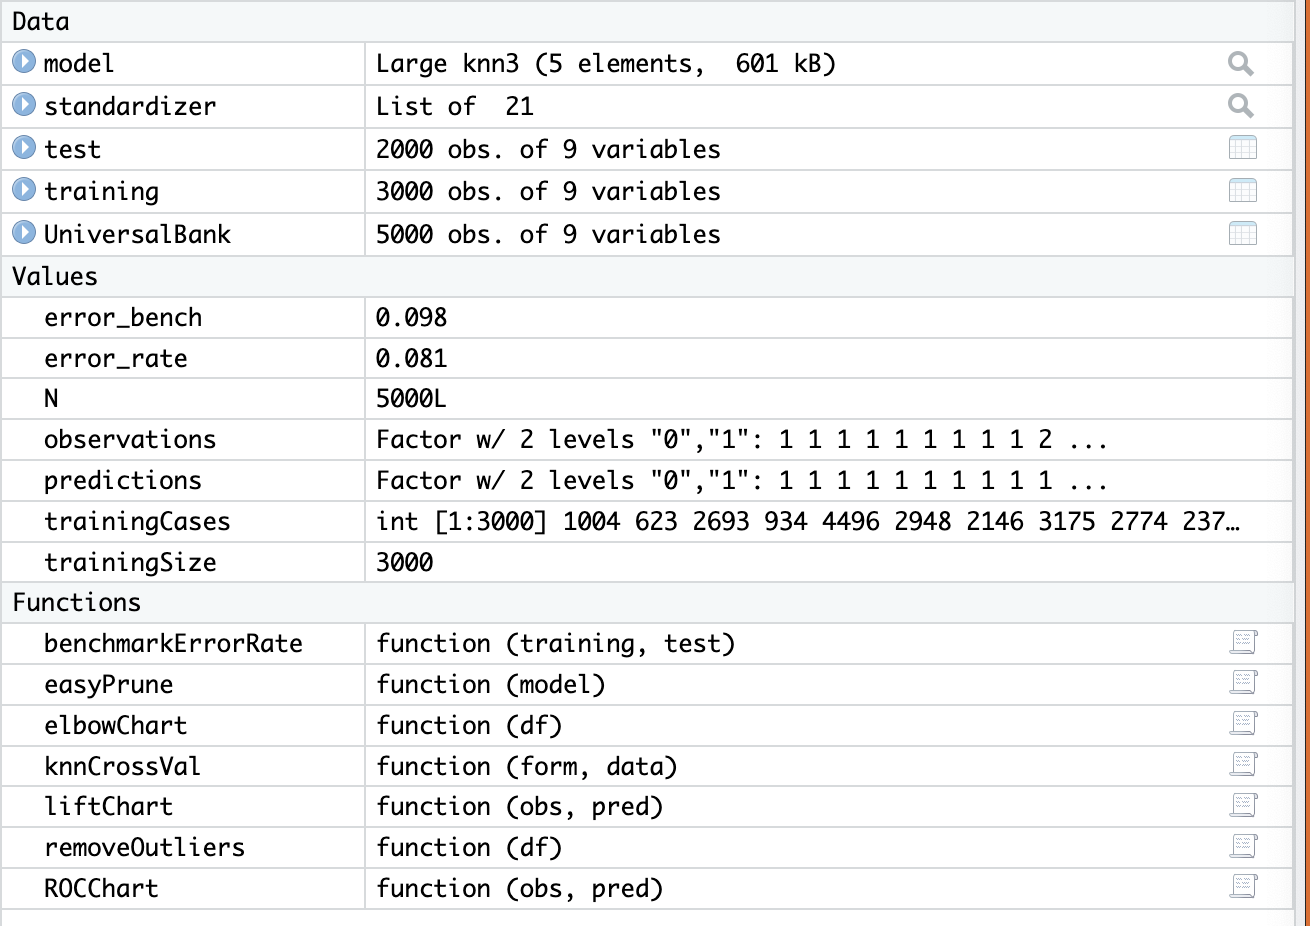 Data
model Large knn3 (5 elements,  601 kB)
standardizer List of  21
test 2000 obs. of 9 variables
training 3000 obs. of 9 variables
UniversalBank 5000 obs. of 9 variables
Values
error_bench 0.098
error_rate 0.081
N 5000L
observations Factor w/ 2 levels "0","1": 1 1 1 1 1 1 1 1 1 2 ...
predictions Factor w/ 2 levels "0","1": 1 1 1 1 1 1 1 1 1 1 ...
trainingCases int [1:3000] 1004 623 2693 934 4496 2948 2146 3175 2774 237…
trainingSize 3000
Functions
benchmarkErrorRate function (training, test)
easyPrune function (model)
elbowChart function (df)
knnCrossVal function (form, data)
liftChart function (obs, pred)
removeOutliers function (df)
ROCChart function (obs, pred)